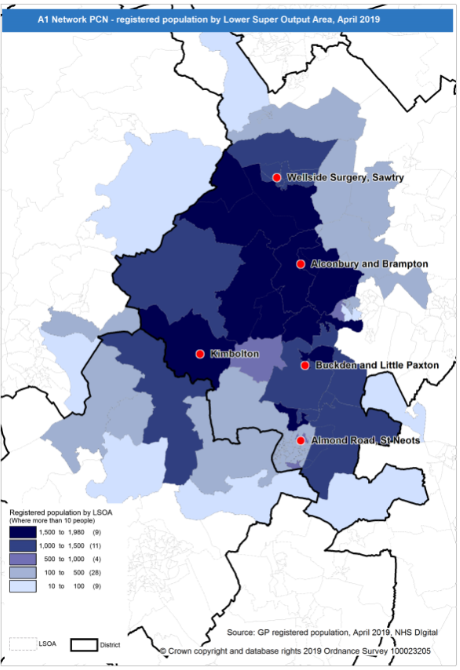 A1 Network PCN - registered population by Lower Super Output Area, April 2019
Wellside Surgery, Sawtry
Alconbury and Brampton
Kimbolton
Buckden and Little Paxton
Almond Road, St Neots
Registered population by LSOA
(Where more than 10 people)
1,500 to 1,980 (9)
1,000 to 1,500 (11)
500 to 1,000 (4)
100 to 500 (28)
10 to 100 (9)
LSOA
District
Source: GP registered population, April 2019, NHS Digital
© Crown copyright and database rights 2019 Ordnance Survey 100023205